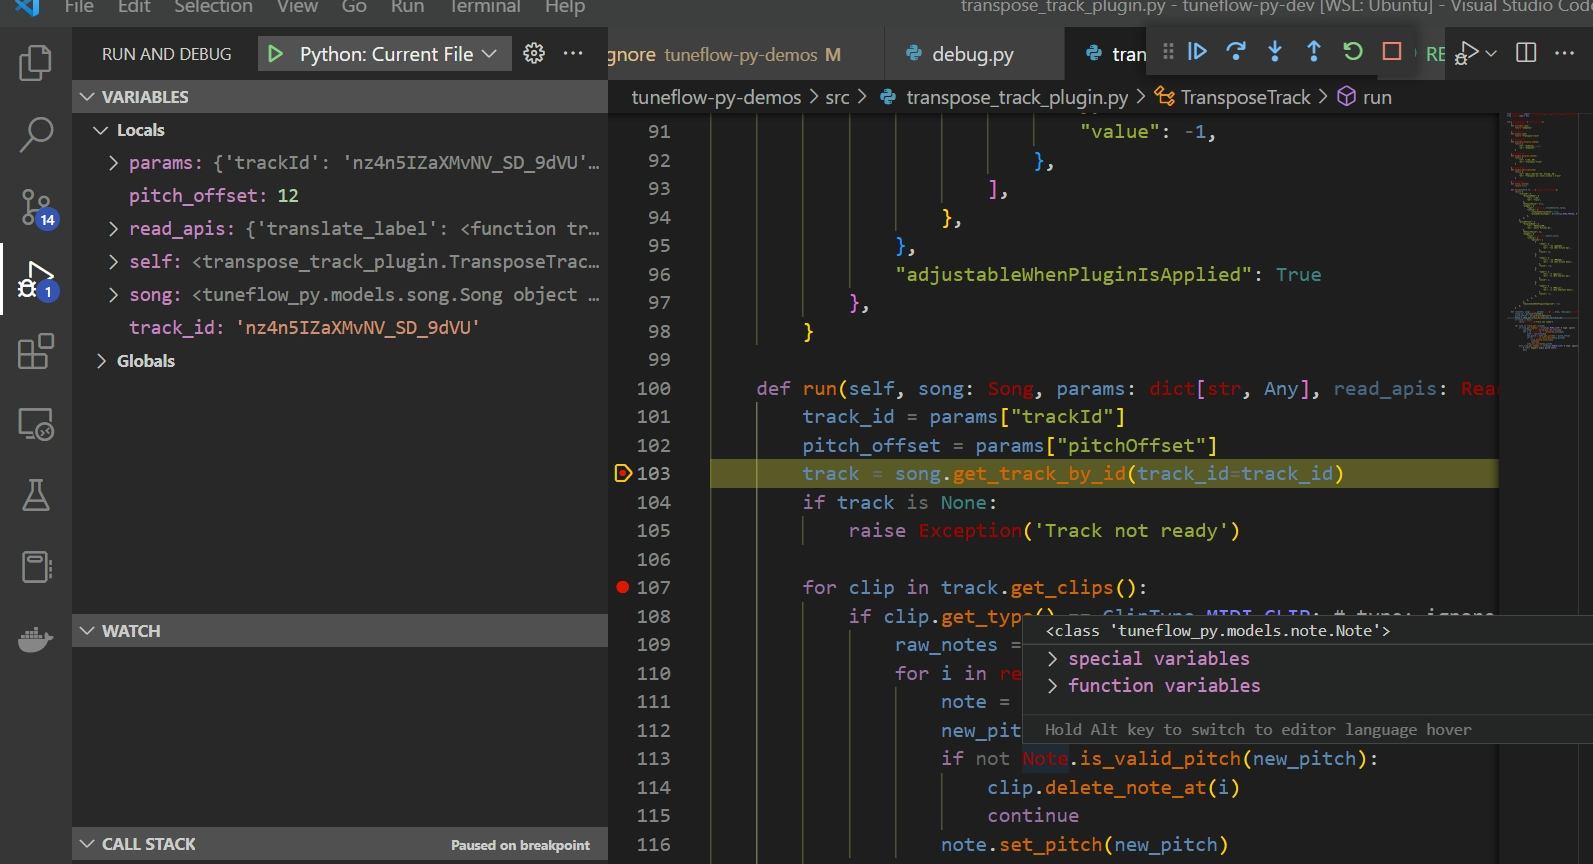 File Edit Selection View Go Run Terminal Help
transpose_track_plugin.py - tuneflow-py-dev [WSL: Ubuntu] - Visual Studio Code
RUN AND DEBUG
Python: Current File
gnore tuneflow-py-demos M
debug.py
tran
RE
VARIABLES
tuneflow-py-demos > src > transpose_track_plugin.py > TransposeTrack > run
Locals
params: {'trackId': 'nz4n5IZaXMvNV_SD_9dVU'...
pitch_offset: 12
read_apis: {'translate_label': <function tr...
self: <transpose_track_plugin.TransposeTrac...
song: <tuneflow_py.models.song.Song object ...
track_id: 'nz4n5IZaXMvNV_SD_9dVU'
Globals
14
1
WATCH
CALL STACK
Paused on breakpoint
91 "value": -1,
92 },
93 ],
94 },
95 },
96 "adjustableWhenPluginIsApplied": True
97 },
98 }
99
100 def run(self, song: Song, params: dict[str, Any], read_apis: Rea
101 track_id = params["trackId"]
102 pitch_offset = params["pitchOffset"]
103 track = song.get_track_by_id(track_id=track_id)
104 if track is None:
105 raise Exception('Track not ready')
106
107 for clip in track.get_clips():
108 if clip.get_type() == ClipType.MIDI_CLIP: # type: ignore
109 raw_notes =
110 for i in re
111 note =
112 new_pit
113 if not Note.is_valid_pitch(new_pitch):
114 clip.delete_note_at(i)
115 continue
116 note.set_pitch(new_pitch)
<class 'tuneflow_py.models.note.Note'>
special variables
function variables
Hold Alt key to switch to editor language hover